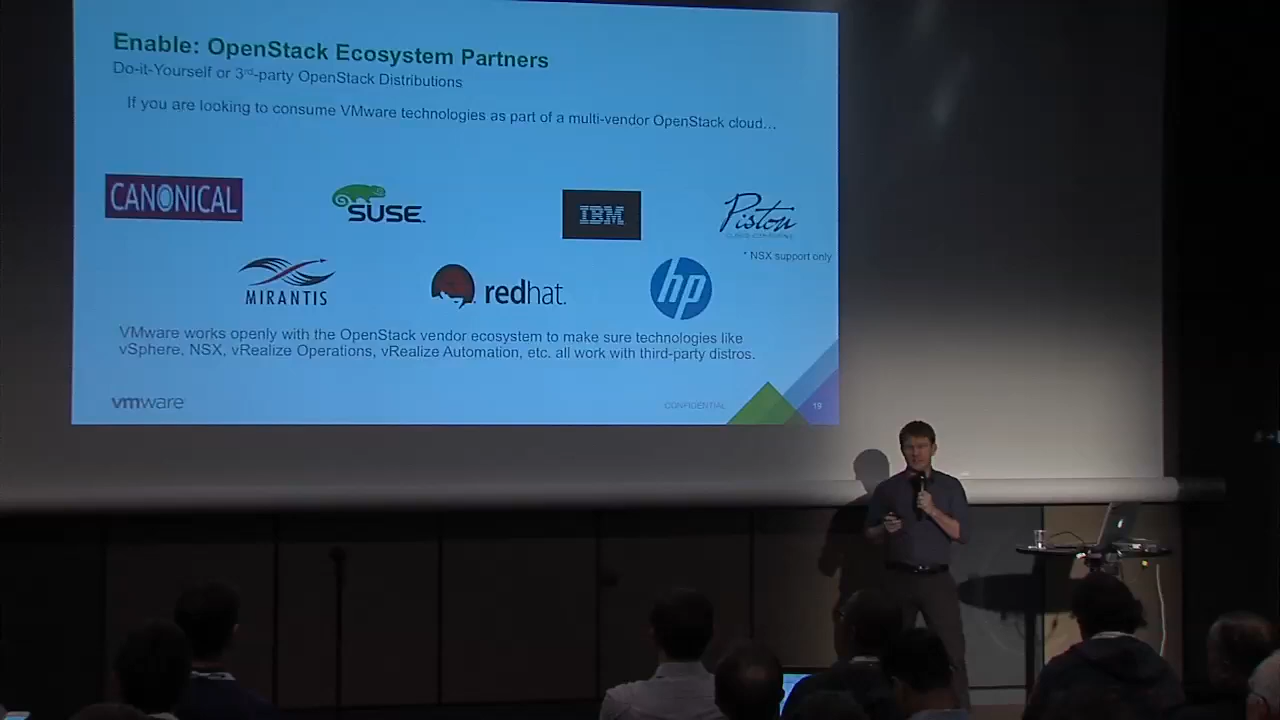 Enable: OpenStack Ecosystem Partners
Do-it-Yourself or 3rd-party OpenStack Distributions
If you are looking to consume VMware technologies as part of a multi-vendor OpenStack cloud…
CANONICAL
SUSE
IBM
Piston
* NSX support only
MIRANTIS
redhat.
hp
VMware works openly with the OpenStack vendor ecosystem to make sure technologies like
vSphere, NSX, vRealize Operations, vRealize Automation, etc. all work with third-party distros.
vmware
CONFIDENTIAL
19